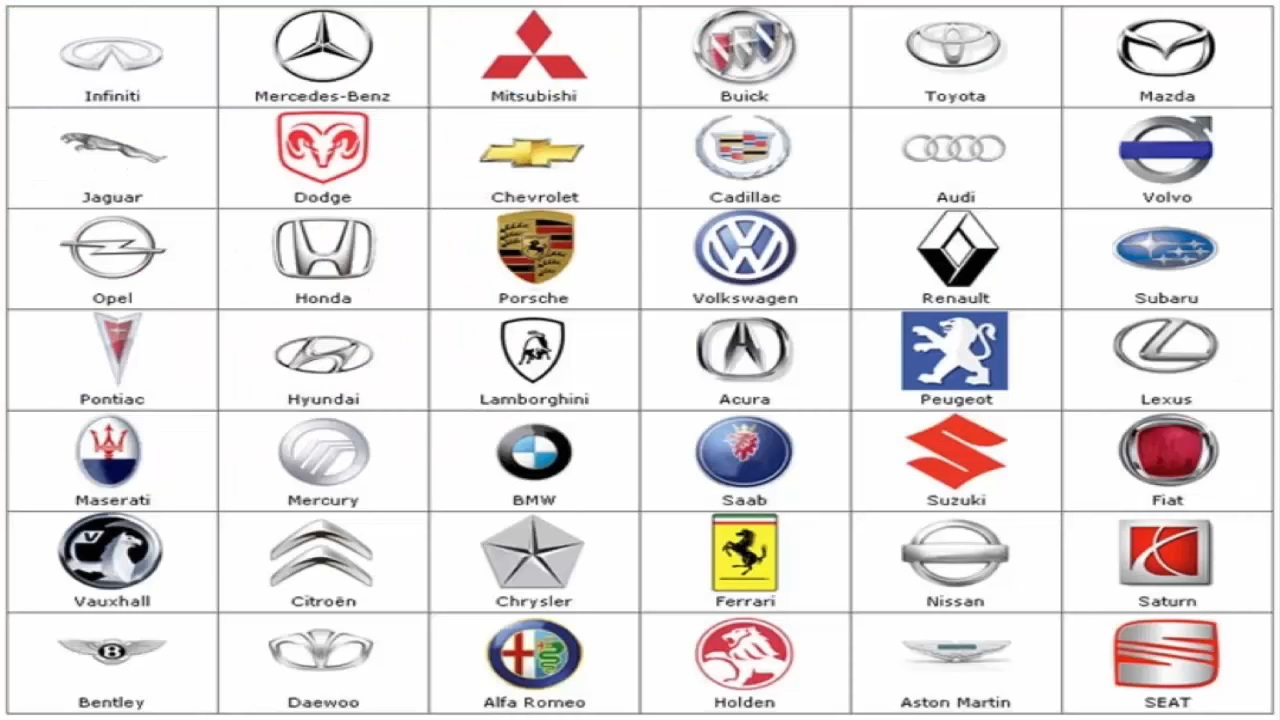 Infiniti
Mercedes-Benz
Mitsubishi
Buick
Toyota
Mazda
Jaguar
Dodge
Chevrolet
Cadillac
Audi
Volvo
Opel
Honda
Porsche
Volkswagen
Renault
Subaru
Pontiac
Hyundai
Lamborghini
Acura
Peugeot
Lexus
Maserati
Mercury
BMW
Saab
Suzuki
Fiat
V
Vauxhall
Citroën
Chrysler
Ferrari
Nissan
Saturn
B
Bentley
Daewoo
Alfa Romeo
Holden
Aston Martin
SEAT